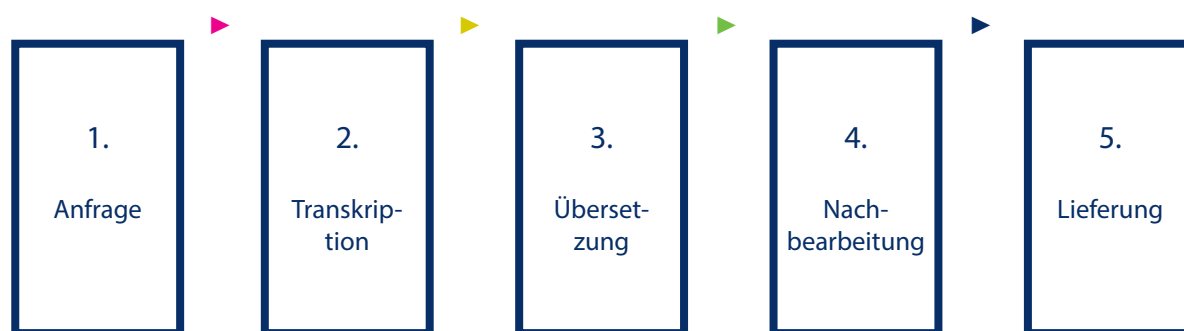 1.
Anfrage
2.
Transkrip-
tion
3.
Überset-
zung
4.
Nach-
bearbeitung
5.
Lieferung